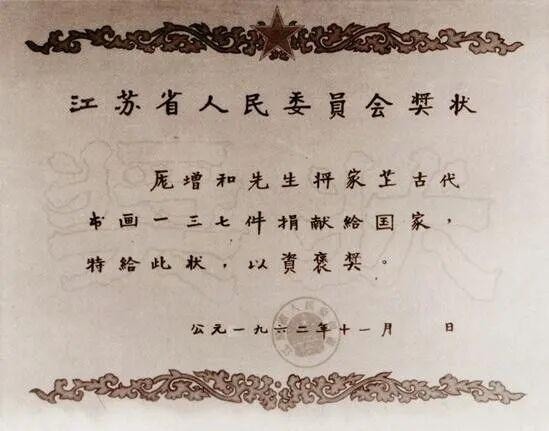 江苏省人民委員会奬状
厐增和先生将家芷古代
书画一三七件捐献給国家，
特給此状，以資褒奬。
公元一九六二年十一月 日